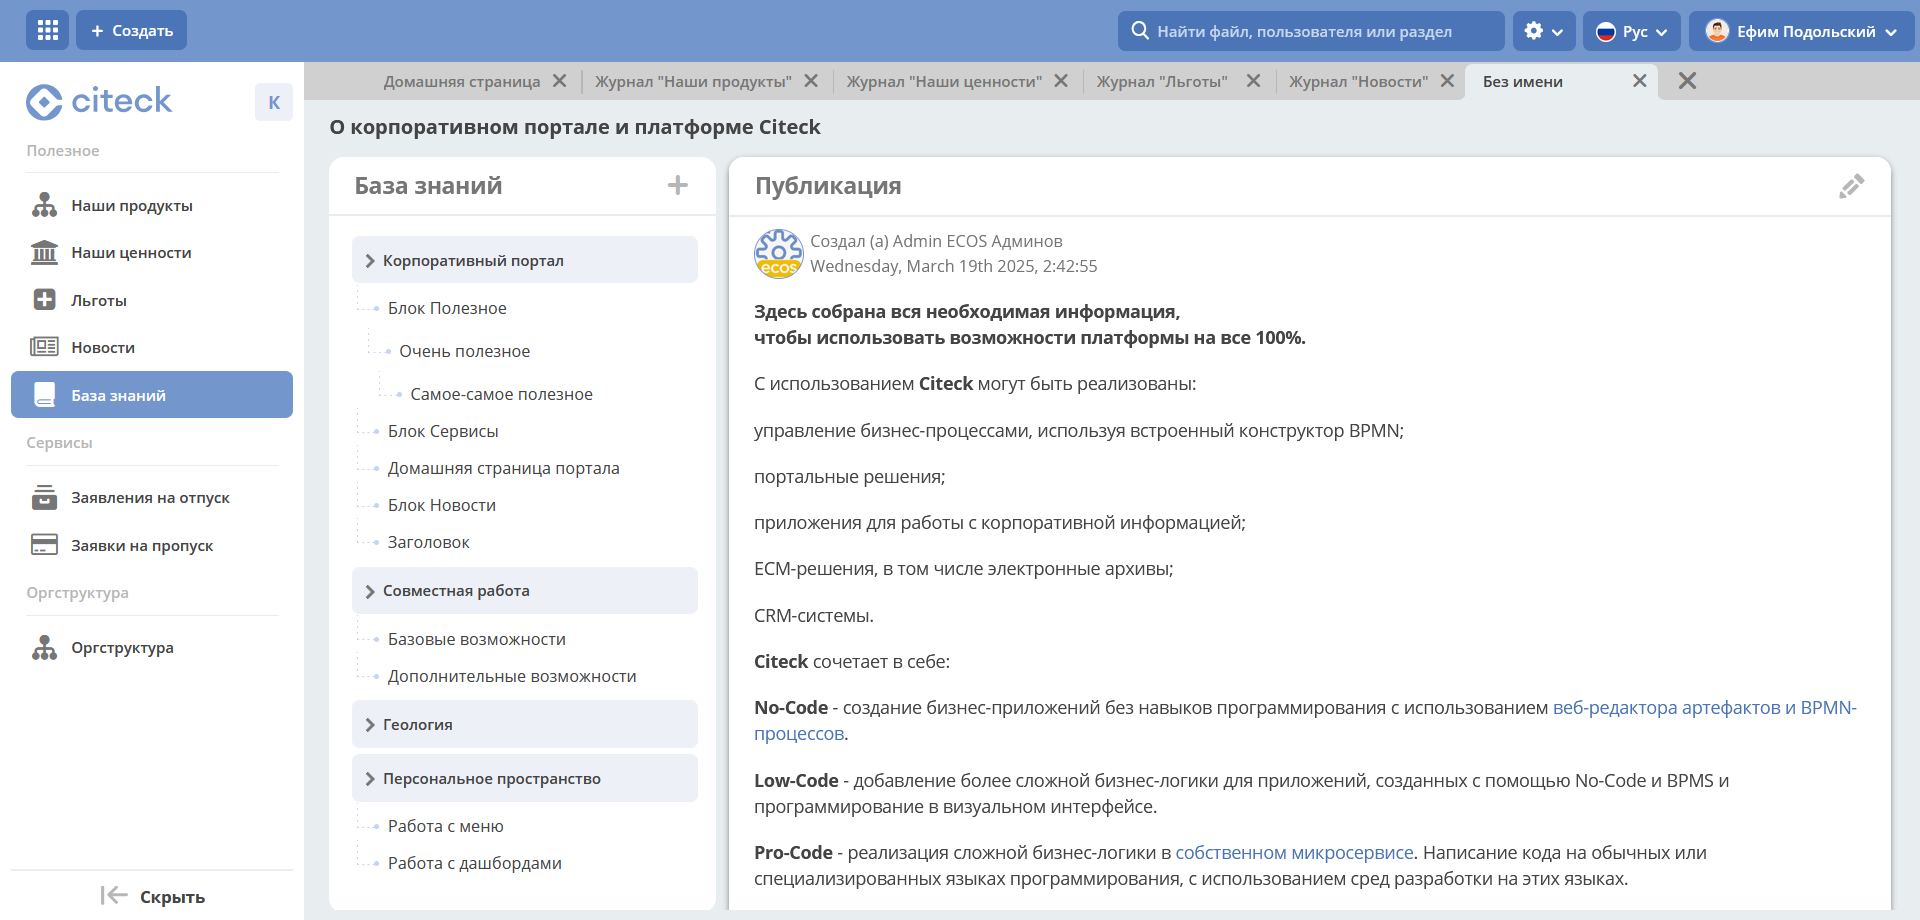 Создать
Найти файл, пользователя или раздел
Рус
Ефим Подольский
citeck
К
Домашняя страница
Журнал "Наши продукты"
Журнал "Наши ценности"
Журнал "Льготы"
Журнал "Новости"
Без имени
Полезное
Наши продукты
Наши ценности
Льготы
Новости
База знаний
Сервисы
Заявления на отпуск
Заявки на пропуск
Оргструктура
Оргструктура
Скрыть
О корпоративном портале и платформе Citeck
База знаний
Корпоративный портал
Блок Полезное
Очень полезное
Самое-самое полезное
Блок Сервисы
Домашняя страница портала
Блок Новости
Заголовок
Совместная работа
Базовые возможности
Дополнительные возможности
Геология
Персональное пространство
Работа с меню
Работа с дашбордами
Публикация
ecos
Создал (а) Admin ECOS Админов
Wednesday, March 19th 2025, 2:42:55
Здесь собрана вся необходимая информация,
чтобы использовать возможности платформы на все 100%.
С использованием Citeck могут быть реализованы:
управление бизнес-процессами, используя встроенный конструктор BPMN;
портальные решения;
приложения для работы с корпоративной информацией;
ECM-решения, в том числе электронные архивы;
CRM-системы.
Citeck сочетает в себе:
No-Code - создание бизнес-приложений без навыков программирования с использованием веб-редактора артефактов и BPMN-
процессов.
Low-Code - добавление более сложной бизнес-логики для приложений, созданных с помощью No-Code и BPMS и
программирование в визуальном интерфейсе.
Pro-Code - реализация сложной бизнес-логики в собственном микросервисе. Написание кода на обычных или
специализированных языках программирования, с использованием сред разработки на этих языках.